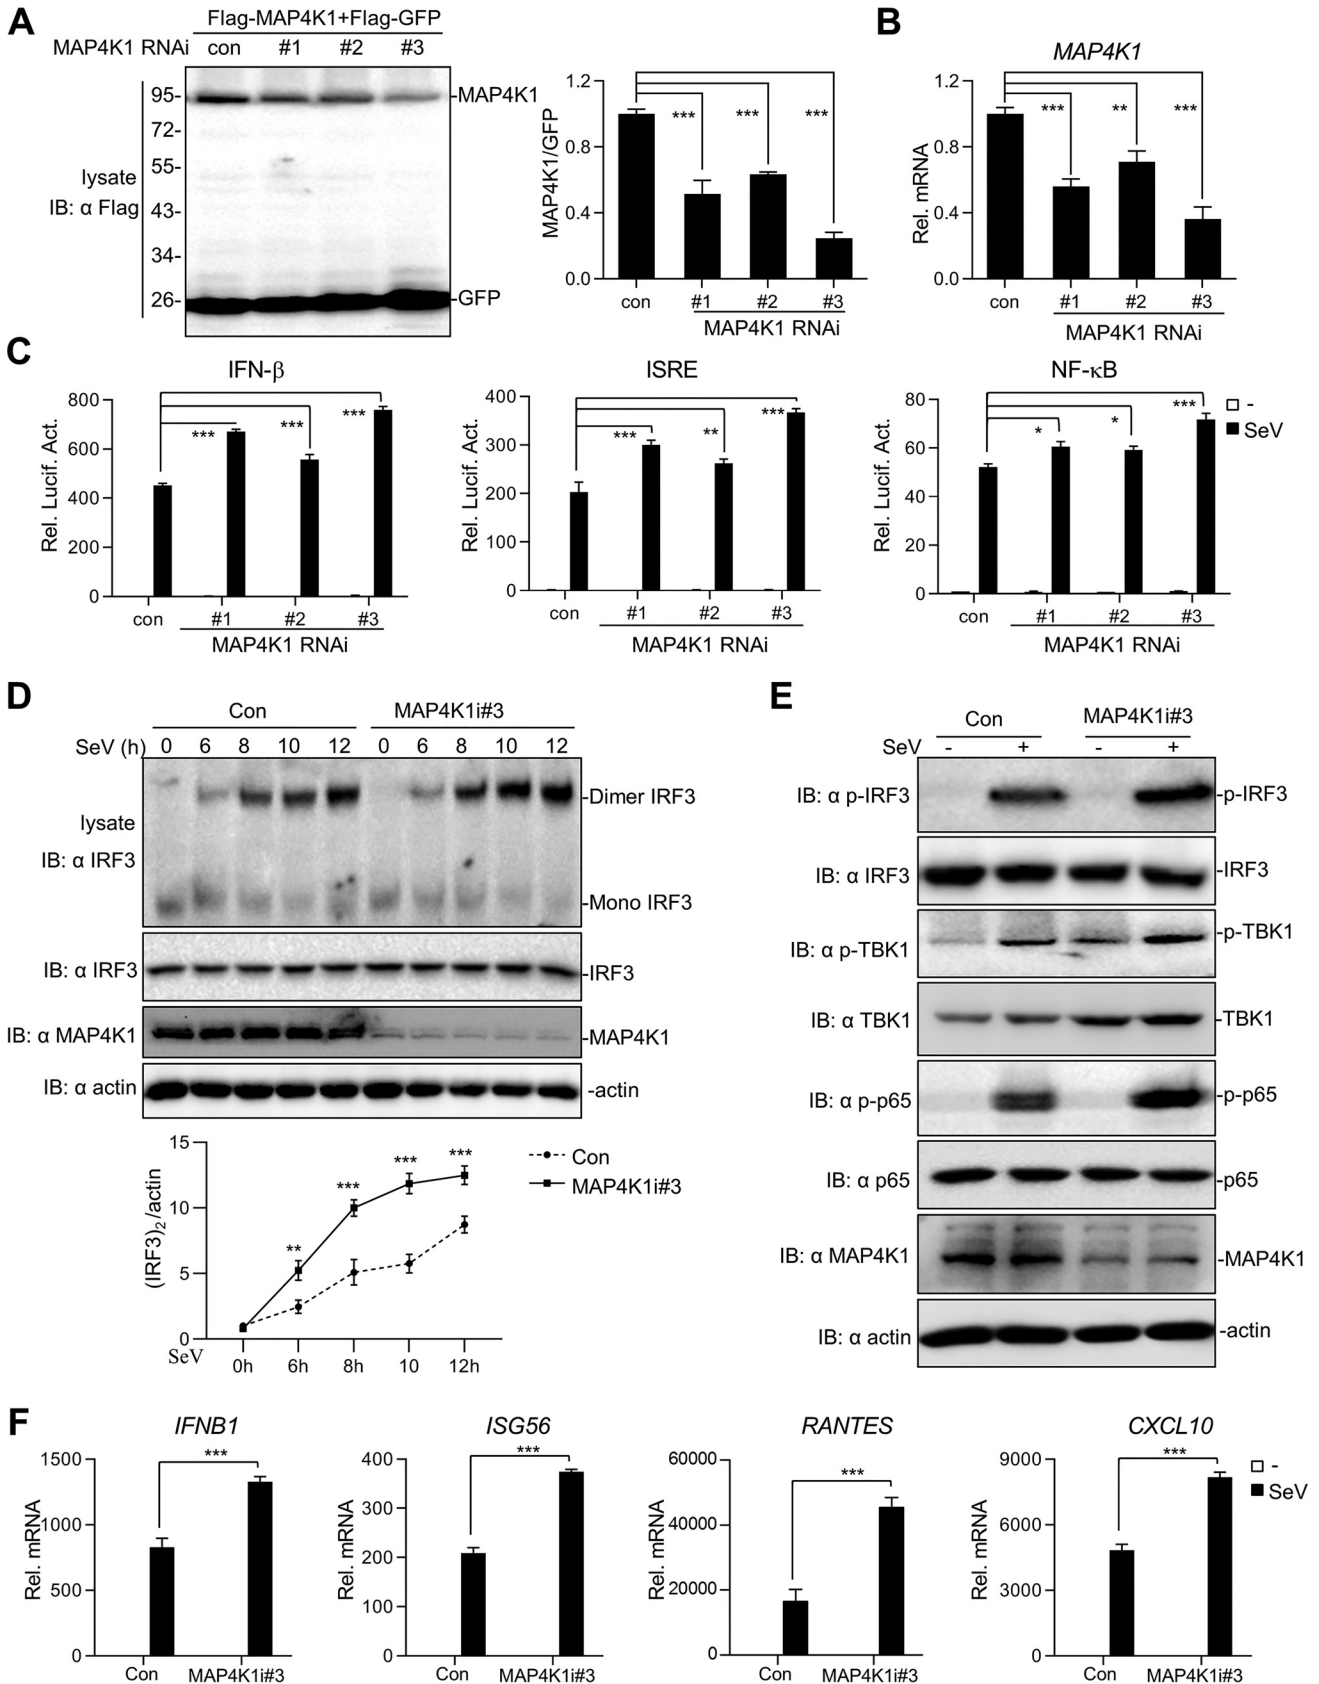 A
Flag-MAP4K1+Flag-GFP
MAP4K1 RNAi con #1 #2 #3
95-
72-
55-
43-
34-
26-
lysate
IB: α Flag
-MAP4K1
-GFP
MAP4K1/GFP
1.2
0.8
0.4
0.0
*** *** ***
con #1 #2 #3
MAP4K1 RNAi
B
MAP4K1
Rel. mRNA
1.2
0.8
0.4
0.0
*** ** ***
con #1 #2 #3
MAP4K1 RNAi
C
IFN-β
Rel. Lucif. Act.
800
600
400
200
0
*** *** ***
con #1 #2 #3
MAP4K1 RNAi
ISRE
Rel. Lucif. Act.
400
300
200
100
0
*** ** ***
con #1 #2 #3
MAP4K1 RNAi
NF-κB
Rel. Lucif. Act.
80
60
40
20
0
* * ***
con #1 #2 #3
MAP4K1 RNAi
-
SeV
D
Con MAP4K1i#3
SeV (h) 0 6 8 10 12 0 6 8 10 12
lysate
IB: α IRF3
-Dimer IRF3
-Mono IRF3
IB: α IRF3 -IRF3
IB: α MAP4K1 -MAP4K1
IB: α actin -actin
(IRF3)2/actin
15
10
5
0
** *** *** ***
Con
MAP4K1i#3
SeV 0h 6h 8h 10 12h
E
Con MAP4K1i#3
SeV - + - +
IB: α p-IRF3 -p-IRF3
IB: α IRF3 -IRF3
IB: α p-TBK1 -p-TBK1
IB: α TBK1 -TBK1
IB: α p-p65 -p-p65
IB: α p65 -p65
IB: α MAP4K1 -MAP4K1
IB: α actin -actin
F
IFNB1
Rel. mRNA
1500
1000
500
0
***
Con MAP4K1i#3
ISG56
Rel. mRNA
400
300
200
100
0
***
Con MAP4K1i#3
RANTES
Rel. mRNA
60000
40000
20000
0
***
Con MAP4K1i#3
CXCL10
Rel. mRNA
9000
6000
3000
0
***
Con MAP4K1i#3
-
SeV